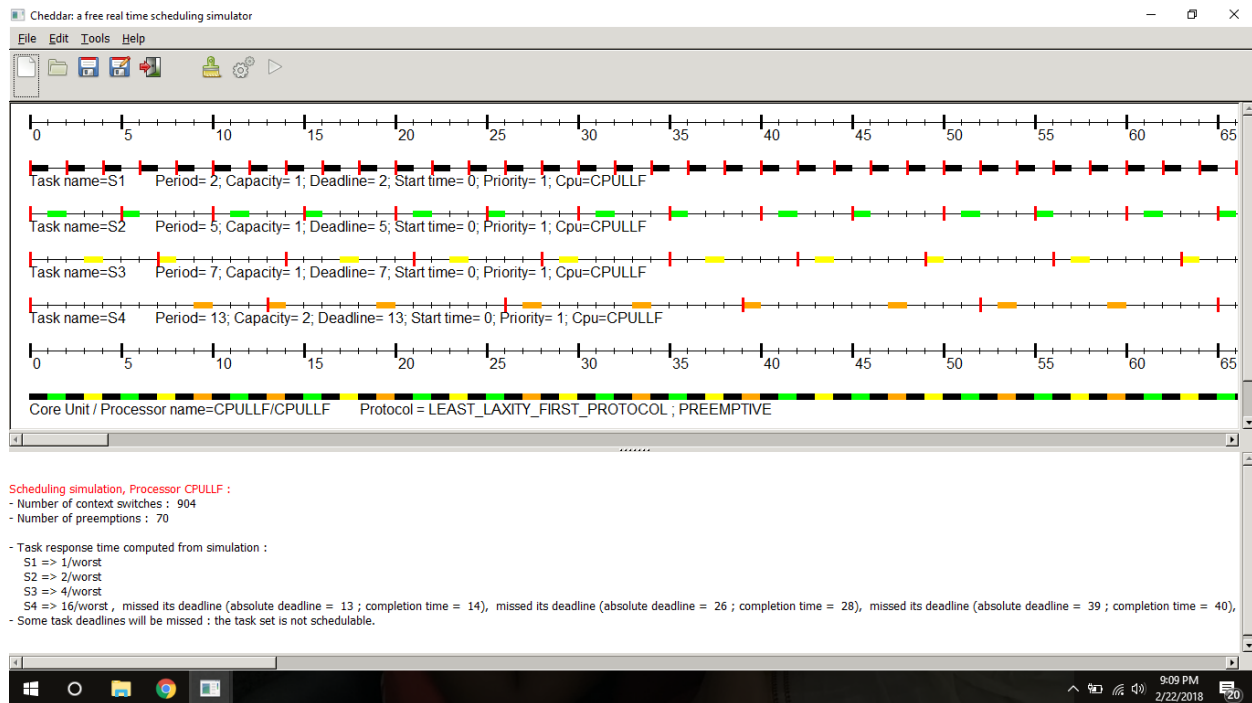 Cheddar: a free real time scheduling simulator
File Edit Tools Help
0 5 10 15 20 25 30 35 40 45 50 55 60 65
Task name=S1 Period= 2; Capacity= 1; Deadline= 2; Start time= 0; Priority= 1; Cpu=CPULLF
Task name=S2 Period= 5; Capacity= 1; Deadline= 5; Start time= 0; Priority= 1; Cpu=CPULLF
Task name=S3 Period= 7; Capacity= 1; Deadline= 7; Start time= 0; Priority= 1; Cpu=CPULLF
Task name=S4 Period= 13; Capacity= 2; Deadline= 13; Start time= 0; Priority= 1; Cpu=CPULLF
0 5 10 15 20 25 30 35 40 45 50 55 60 65
Core Unit / Processor name=CPULLF/CPULLF Protocol = LEAST_LAXITY_FIRST_PROTOCOL ; PREEMPTIVE
Scheduling simulation, Processor CPULLF :
- Number of context switches : 904
- Number of preemptions : 70
- Task response time computed from simulation :
S1 => 1/worst
S2 => 2/worst
S3 => 4/worst
S4 => 16/worst , missed its deadline (absolute deadline = 13 ; completion time = 14), missed its deadline (absolute deadline = 26 ; completion time = 28), missed its deadline (absolute deadline = 39 ; completion time = 40),
- Some task deadlines will be missed : the task set is not schedulable.
9:09 PM
2/22/2018
20